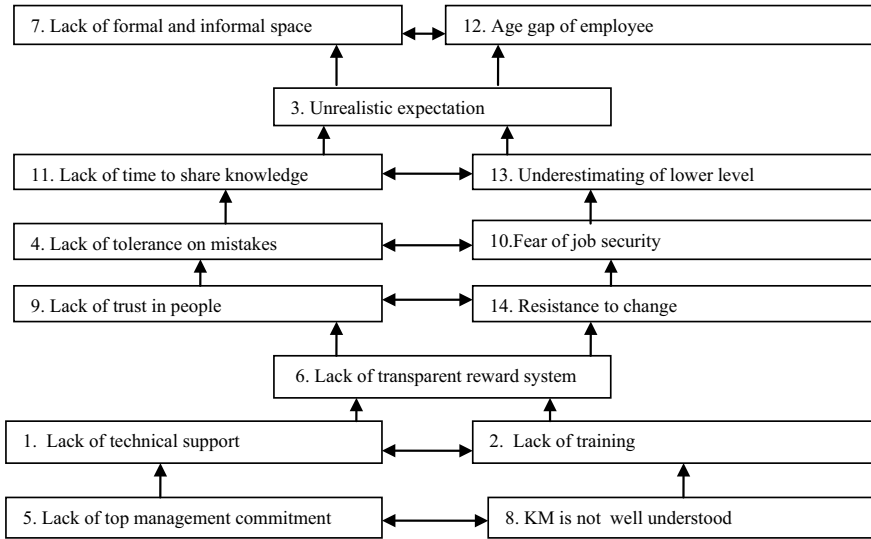 7. Lack of formal and informal space
12. Age gap of employee
3. Unrealistic expectation
11. Lack of time to share knowledge
13. Underestimating of lower level
4. Lack of tolerance on mistakes
10.Fear of job security
9. Lack of trust in people
14. Resistance to change
6. Lack of transparent reward system
1. Lack of technical support
2. Lack of training
5. Lack of top management commitment
8. KM is not well understood